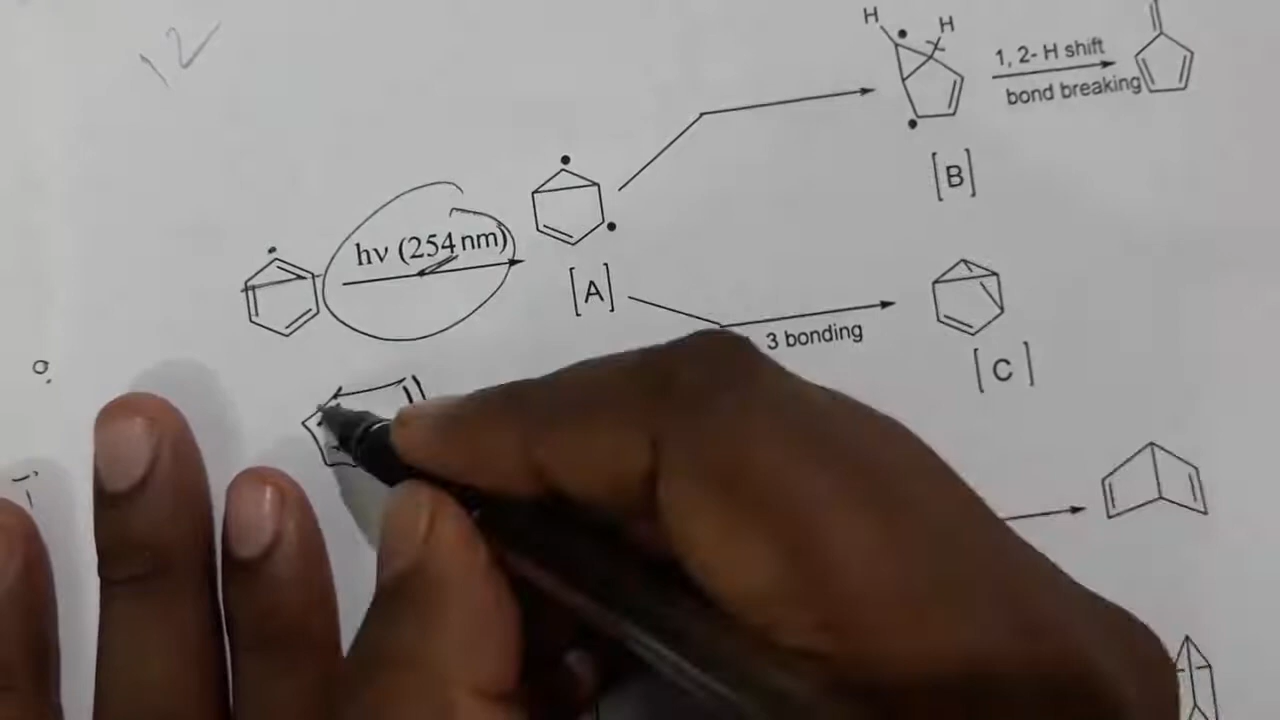 12
H H
1, 2- H shift
bond breaking
[B]
hν (254 nm)
[A]
3 bonding
[C]